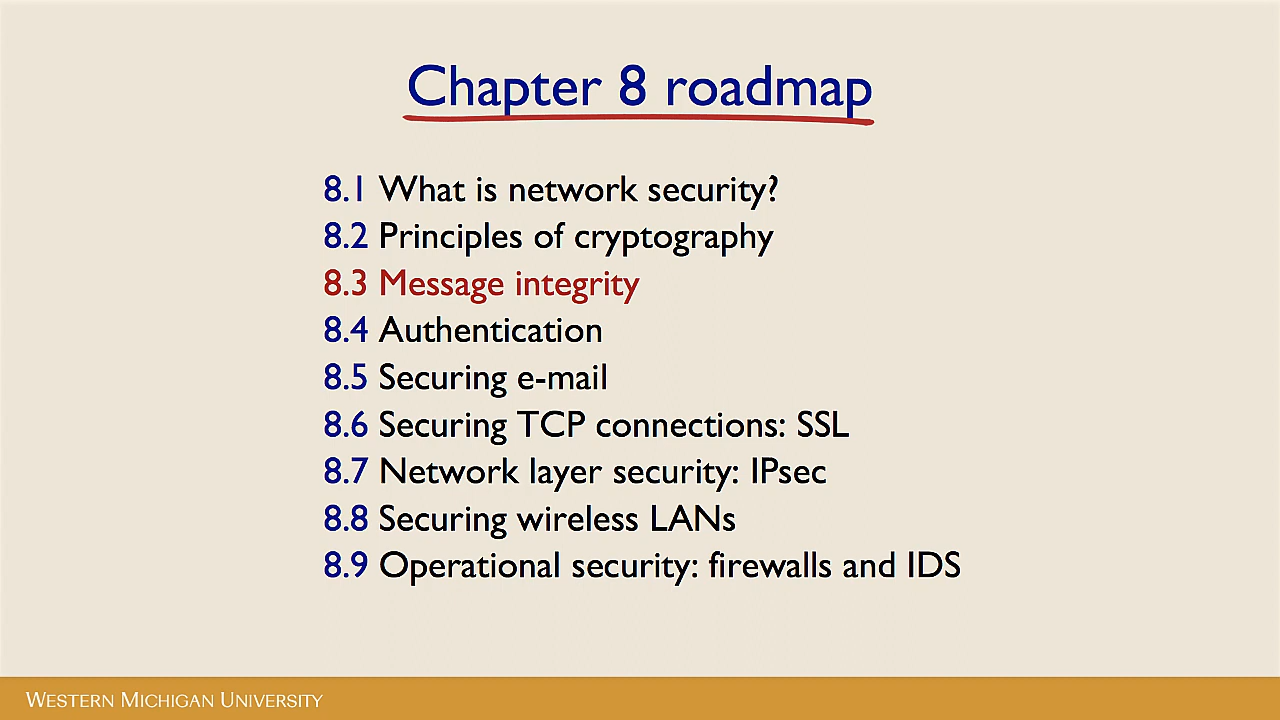 Chapter 8 roadmap
8.1 What is network security?
8.2 Principles of cryptography
8.3 Message integrity
8.4 Authentication
8.5 Securing e-mail
8.6 Securing TCP connections: SSL
8.7 Network layer security: IPsec
8.8 Securing wireless LANs
8.9 Operational security: firewalls and IDS
WESTERN MICHIGAN UNIVERSITY